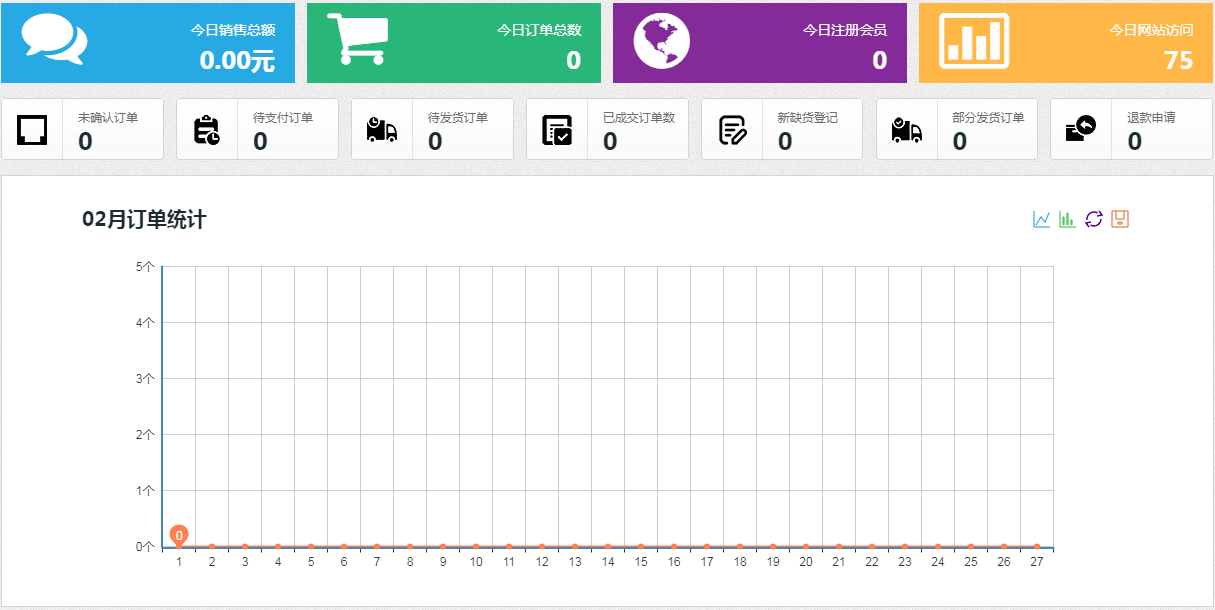 今日销售总额
0.00元
今日订单总数
0
今日注册会员
0
今日网站访问
75
未确认订单
0
待支付订单
0
待发货订单
0
已成交订单数
0
新缺货登记
0
部分发货订单
0
退款申请
0
02月订单统计
5个
4个
3个
2个
1个
0个
0
1 2 3 4 5 6 7 8 9 10 11 12 13 14 15 16 17 18 19 20 21 22 23 24 25 26 27